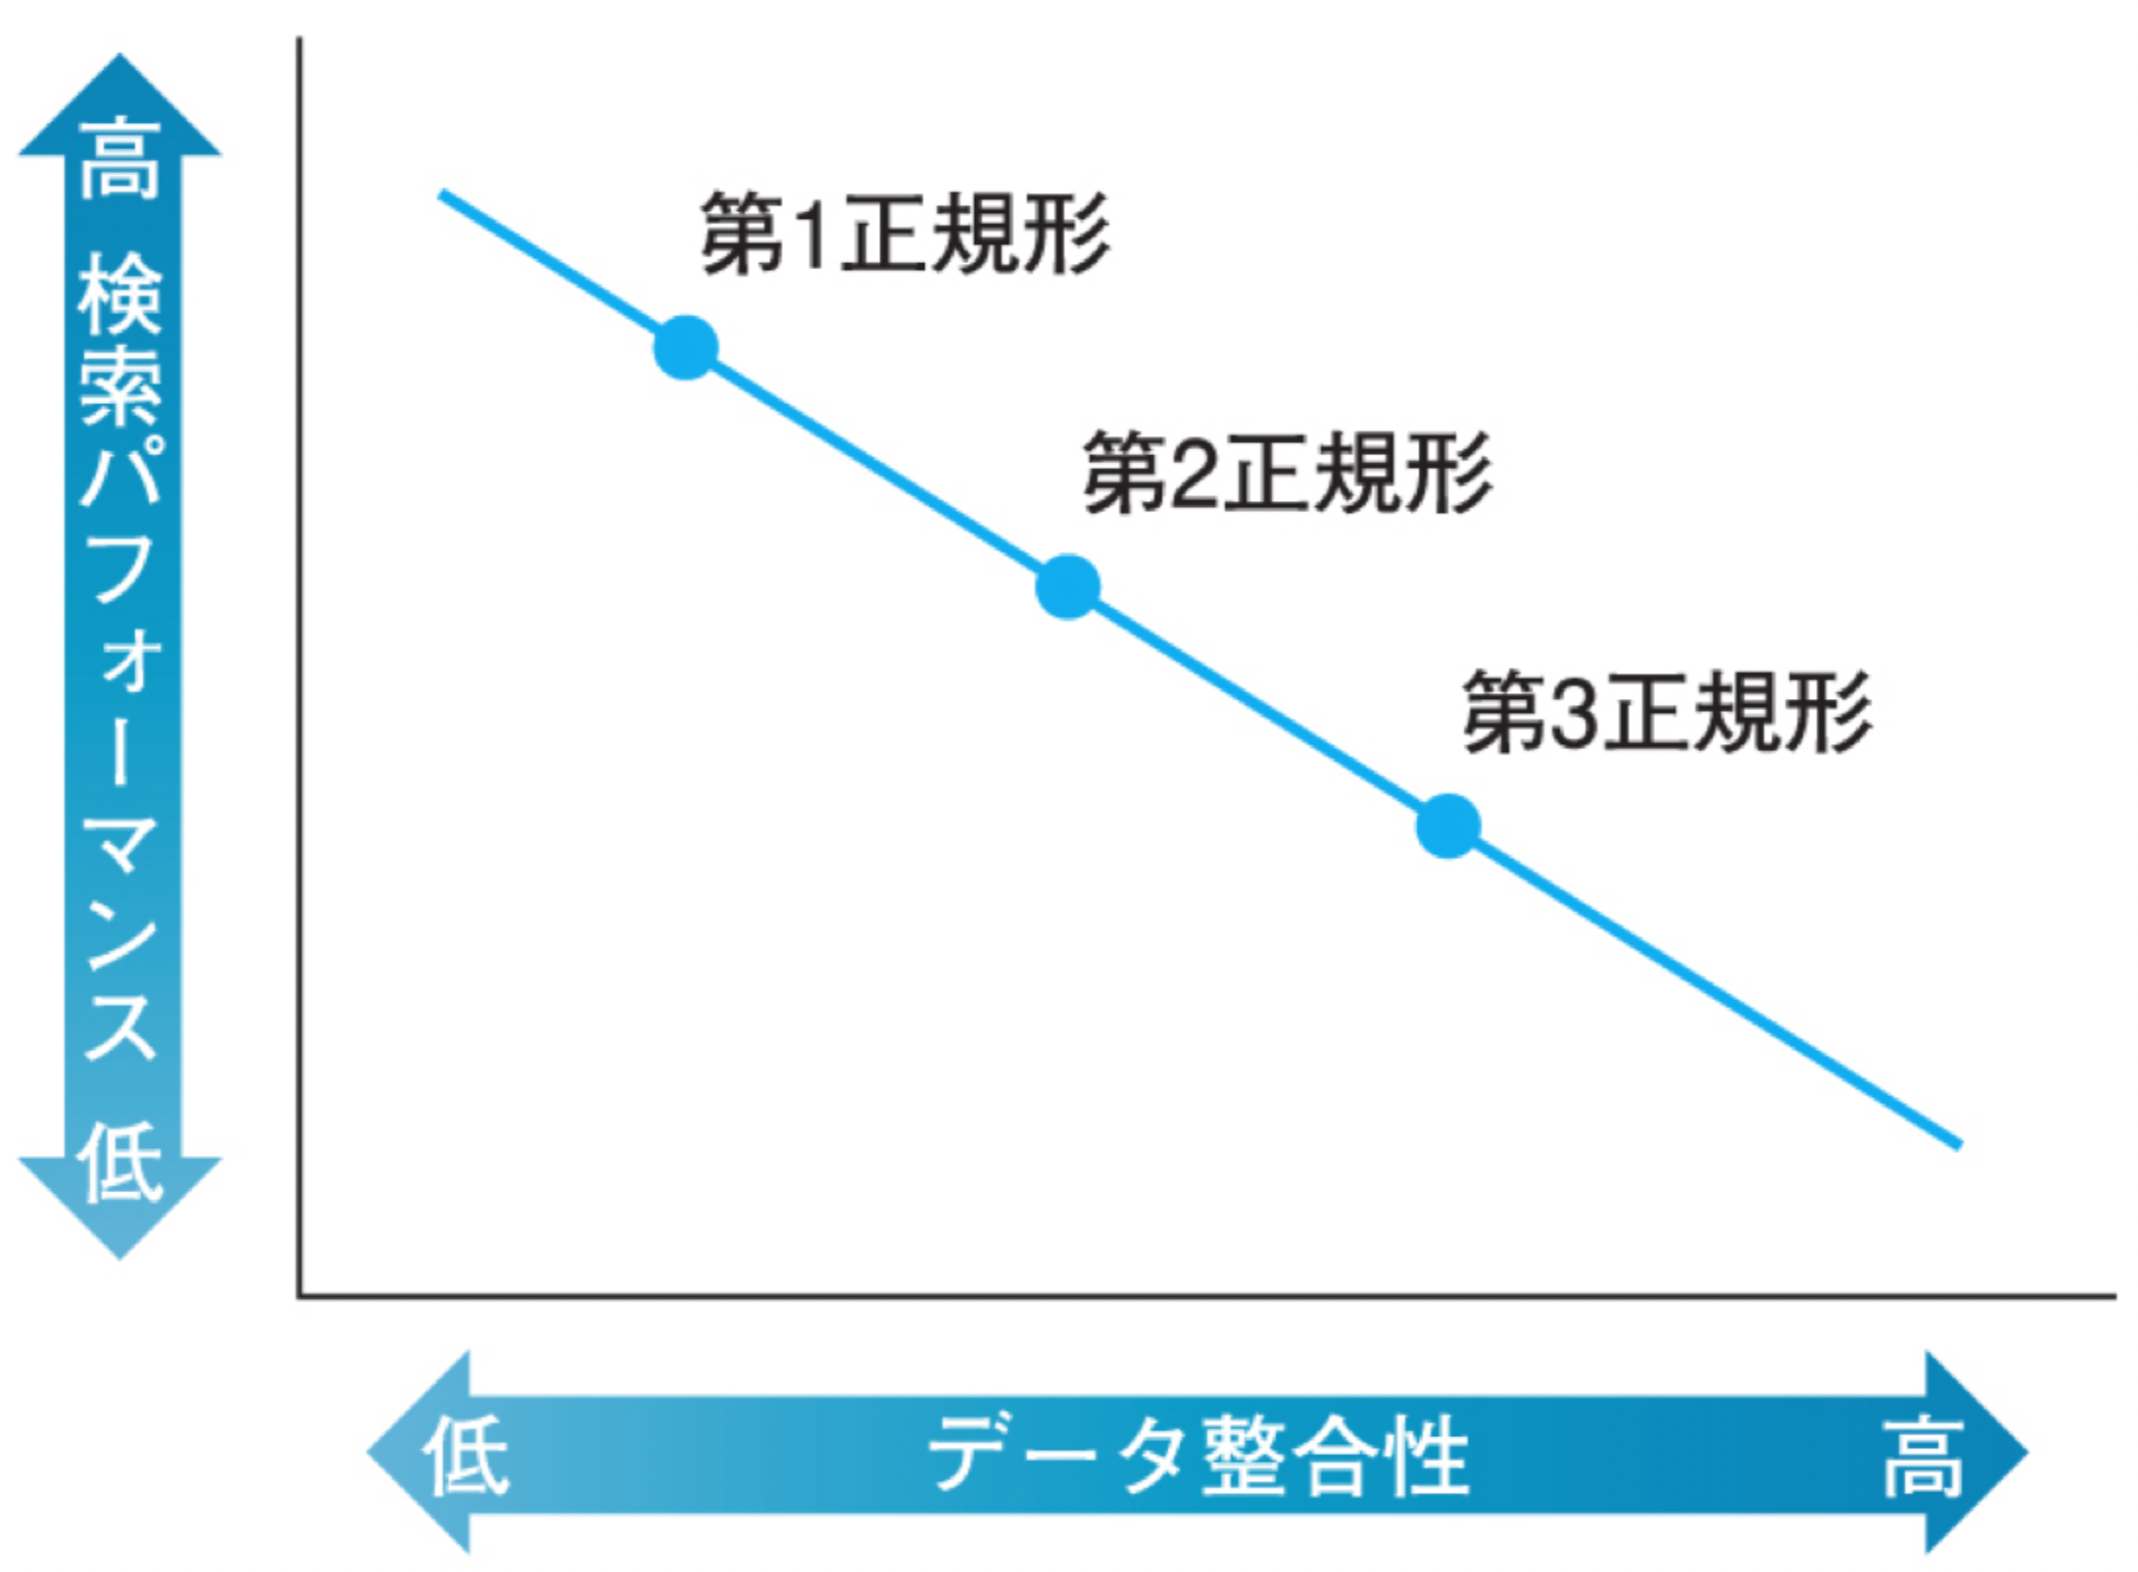 高 検索パフォーマンス 低
第1正規形
第2正規形
第3正規形
低 データ整合性 高